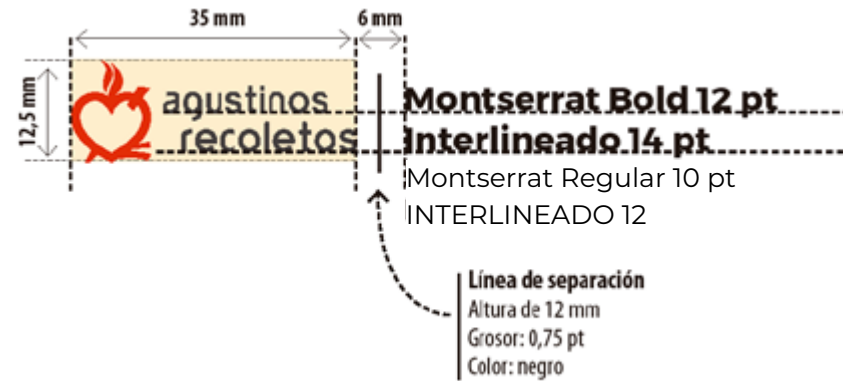 35 mm
6 mm
12,5 mm
agustinos
recoletos
Montserrat Bold 12 pt
Interlineado 14 pt
Montserrat Regular 10 pt
INTERLINEADO 12
Línea de separación
Altura de 12 mm
Grosor: 0,75 pt
Color: negro